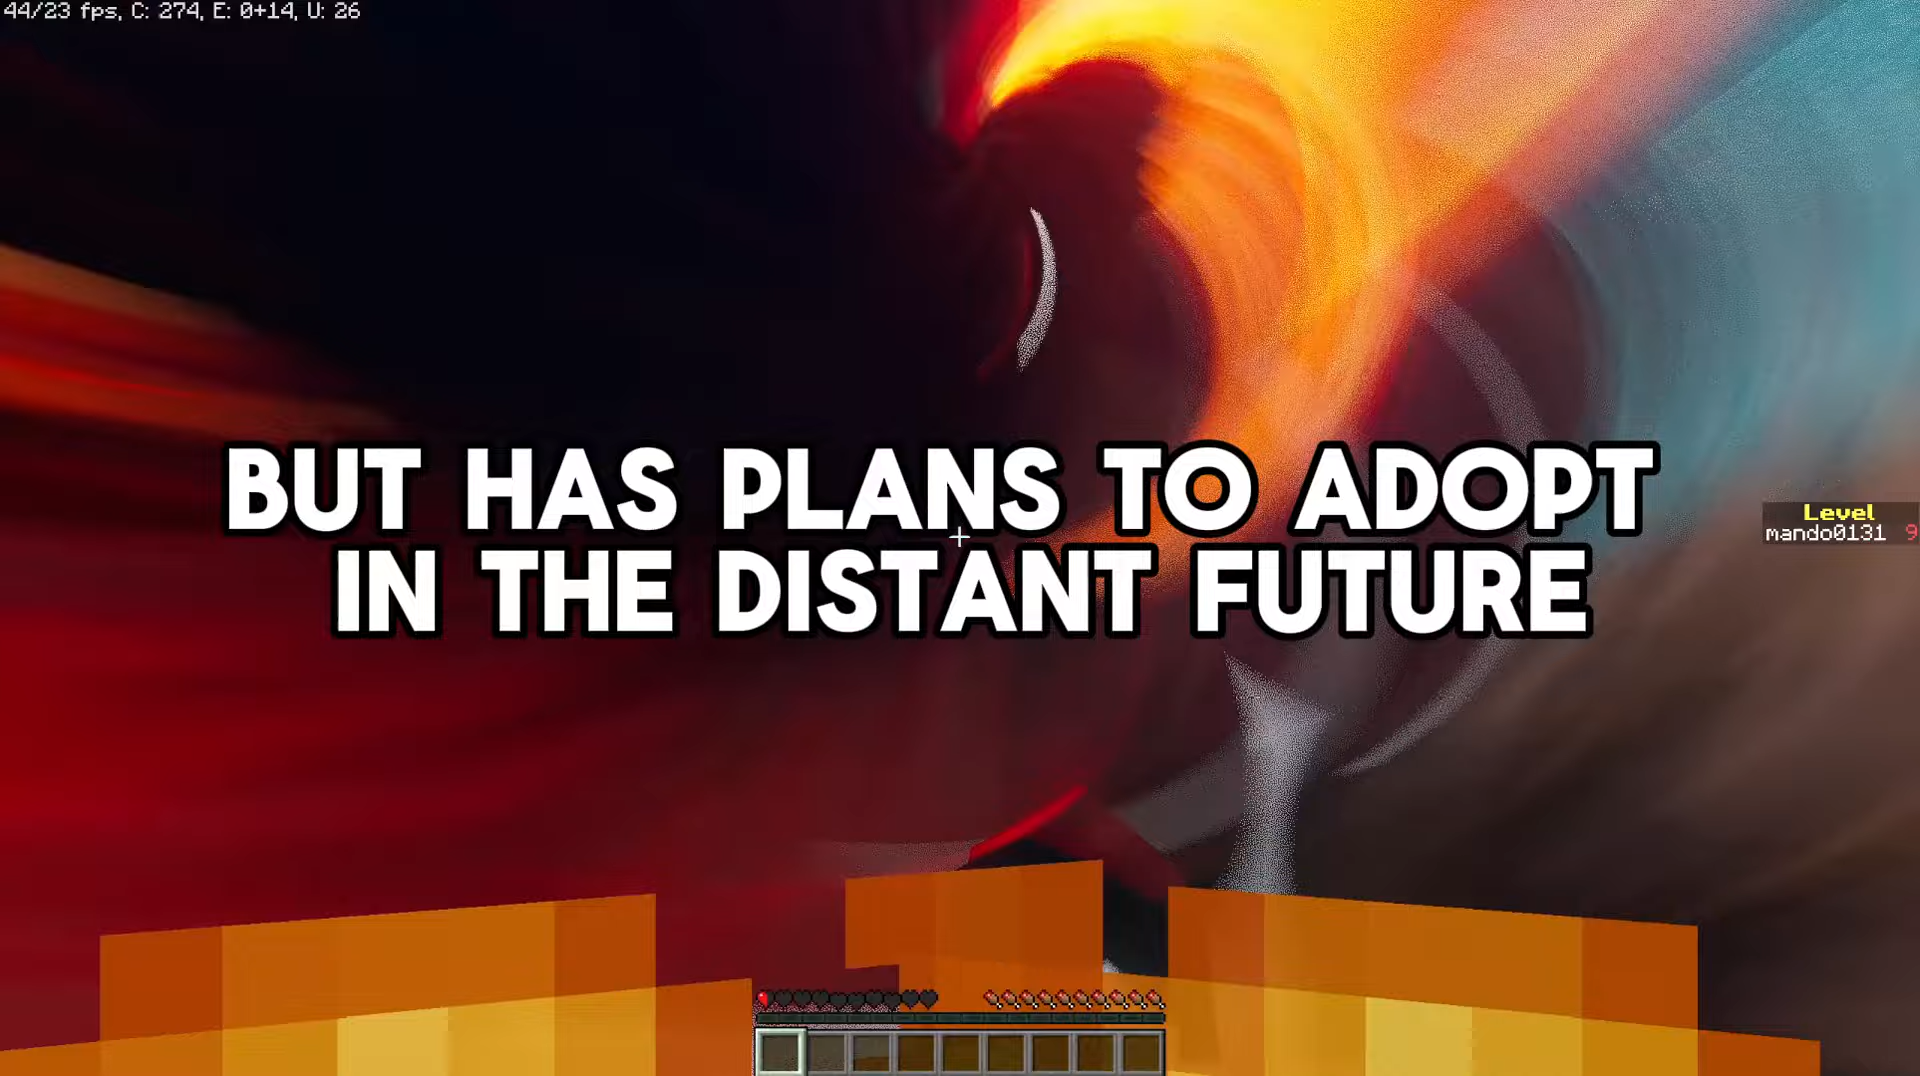 44/23 fps, C: 274, E: 0+14, U: 26
BUT HAS PLANS TO ADOPT
IN THE DISTANT FUTURE
Level
mando0131 9